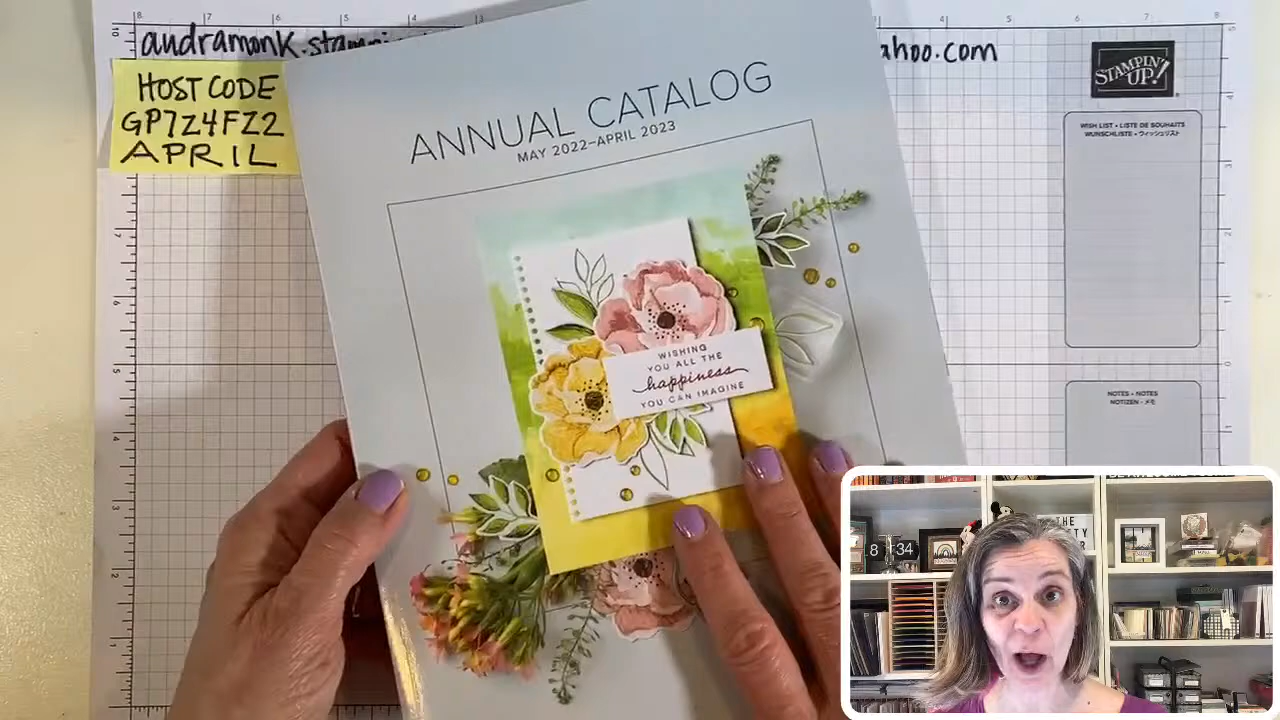 audramonk.stampi
ahoo.com
HOST CODE
GP7Z4FZ2
APRIL
ANNUAL CATALOG
MAY 2022–APRIL 2023
STAMPIN' UP!
WISH LIST • LISTE DE SOUHAITS
WUNSCHLISTE • ウィッシュリスト
NOTES • NOTES
NOTIZEN • メモ
WISHING
YOU ALL THE
happiness
YOU CAN IMAGINE
8 34
THE